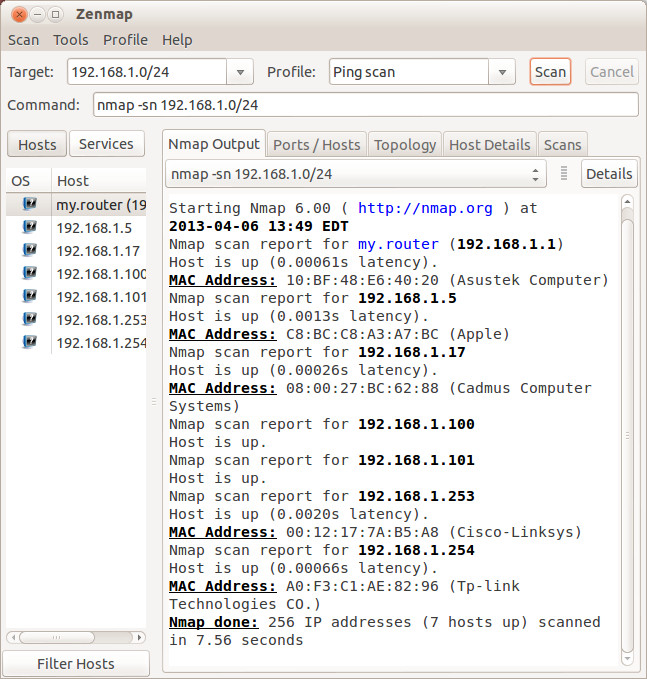 Zenmap
Scan Tools Profile Help
Target: 192.168.1.0/24 Profile: Ping scan Scan Cancel
Command: nmap -sn 192.168.1.0/24
Hosts Services
OS Host
my.router (19
192.168.1.5
192.168.1.17
192.168.1.100
192.168.1.101
192.168.1.253
192.168.1.254
Filter Hosts
Nmap Output Ports / Hosts Topology Host Details Scans
nmap -sn 192.168.1.0/24 Details
Starting Nmap 6.00 ( http://nmap.org ) at
2013-04-06 13:49 EDT
Nmap scan report for my.router (192.168.1.1)
Host is up (0.00061s latency).
MAC Address: 10:BF:48:E6:40:20 (Asustek Computer)
Nmap scan report for 192.168.1.5
Host is up (0.0013s latency).
MAC Address: C8:BC:C8:A3:A7:BC (Apple)
Nmap scan report for 192.168.1.17
Host is up (0.00026s latency).
MAC Address: 08:00:27:BC:62:88 (Cadmus Computer
Systems)
Nmap scan report for 192.168.1.100
Host is up.
Nmap scan report for 192.168.1.101
Host is up.
Nmap scan report for 192.168.1.253
Host is up (0.0020s latency).
MAC Address: 00:12:17:7A:B5:A8 (Cisco-Linksys)
Nmap scan report for 192.168.1.254
Host is up (0.00066s latency).
MAC Address: A0:F3:C1:AE:82:96 (Tp-link
Technologies CO.)
Nmap done: 256 IP addresses (7 hosts up) scanned
in 7.56 seconds